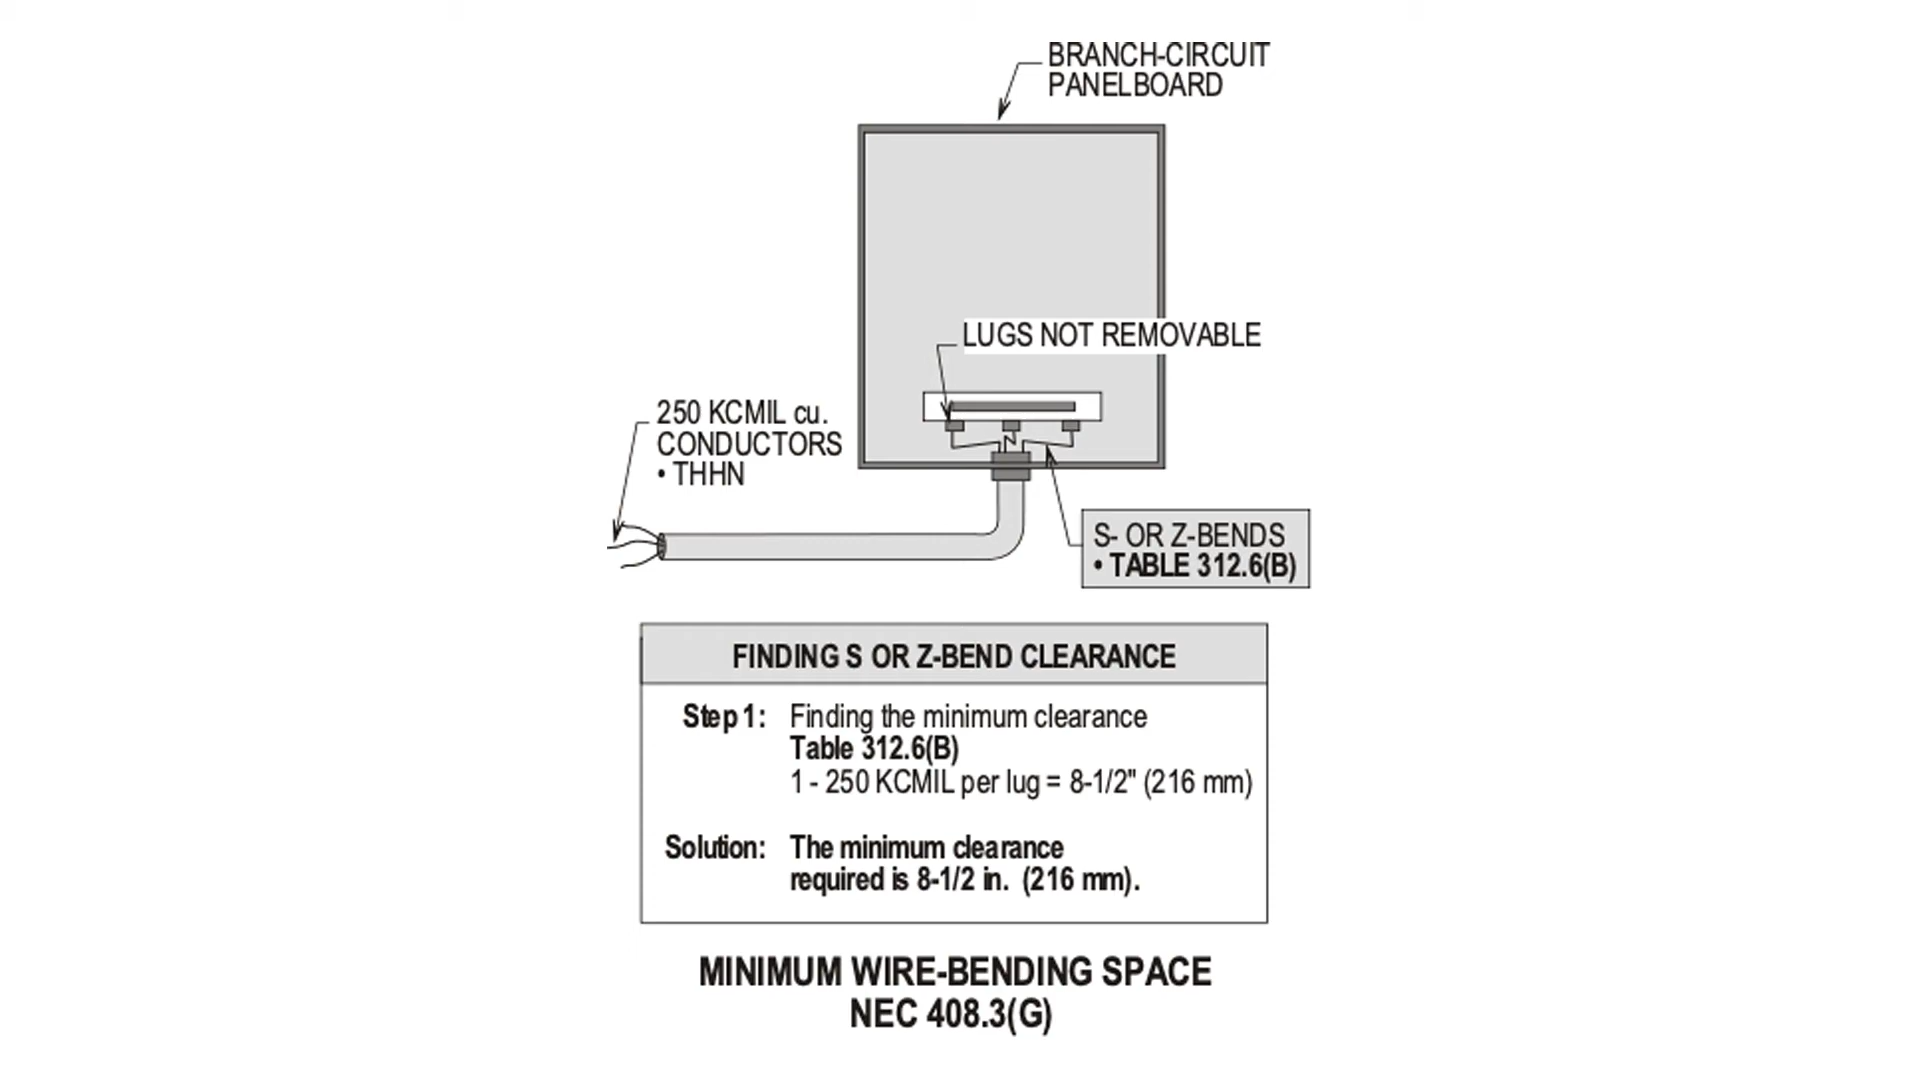 BRANCH-CIRCUIT
PANELBOARD
LUGS NOT REMOVABLE
250 KCMIL cu.
CONDUCTORS
• THHN
S- OR Z-BENDS
• TABLE 312.6(B)
FINDING S OR Z-BEND CLEARANCE
Step 1: Finding the minimum clearance
Table 312.6(B)
1 - 250 KCMIL per lug = 8-1/2" (216 mm)
Solution: The minimum clearance
required is 8-1/2 in. (216 mm).
MINIMUM WIRE-BENDING SPACE
NEC 408.3(G)